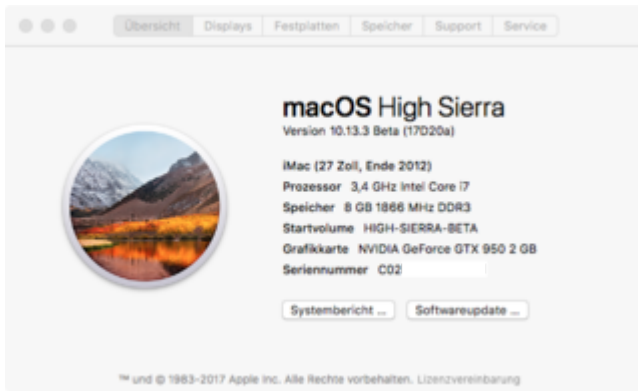 Übersicht Displays Festplatten Speicher Support Service
macOS High Sierra
Version 10.13.3 Beta (17D20a)
iMac (27 Zoll, Ende 2012)
Prozessor 3,4 GHz Intel Core i7
Speicher 8 GB 1866 MHz DDR3
Startvolume HIGH-SIERRA-BETA
Grafikkarte NVIDIA GeForce GTX 950 2 GB
Seriennummer C02
Systembericht ... Softwareupdate ...
™ und © 1983-2017 Apple Inc. Alle Rechte vorbehalten. Lizenzvereinbarung